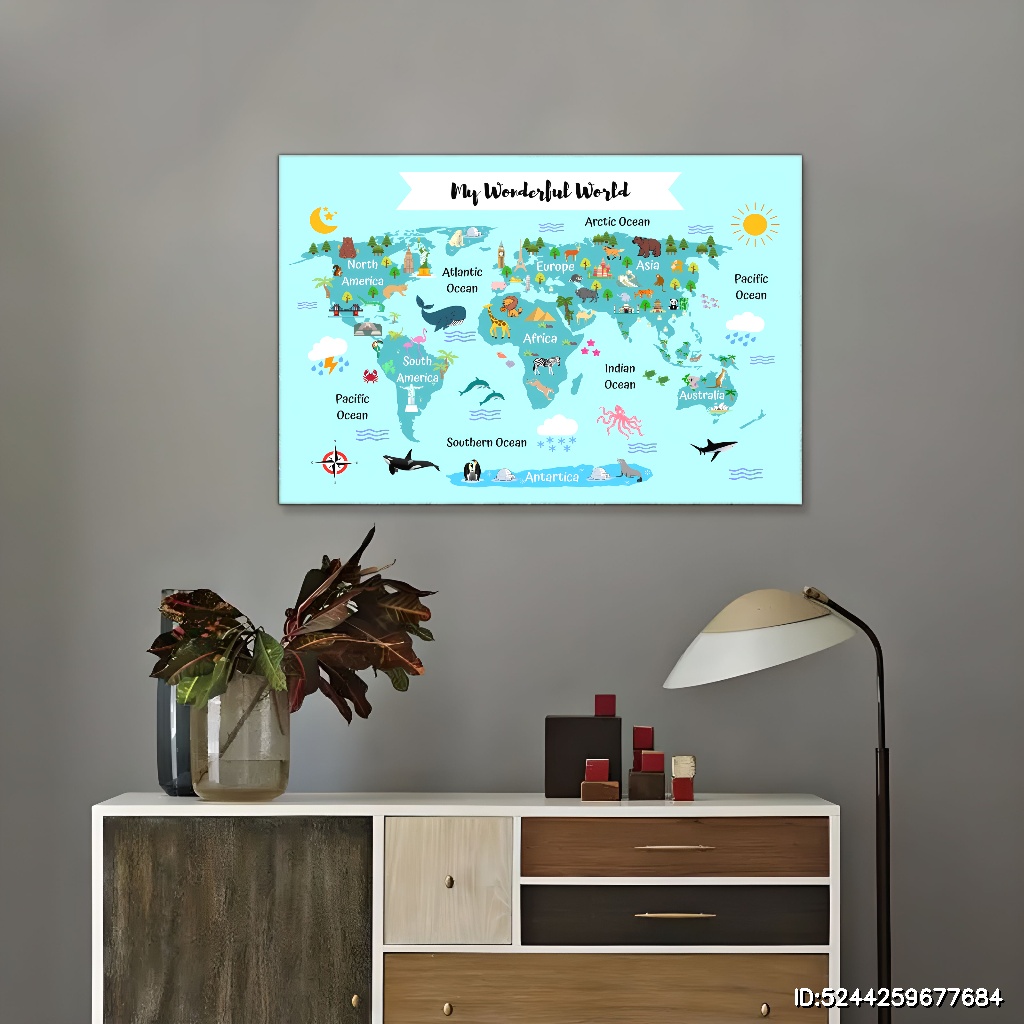 My Wonderful World
Arctic Ocean
North
America
Atlantic
Ocean
Europe
Asia
Pacific
Ocean
Africa
South
America
Indian
Ocean
Australia
Pacific
Ocean
Southern Ocean
Antartica
ID:5244259677684